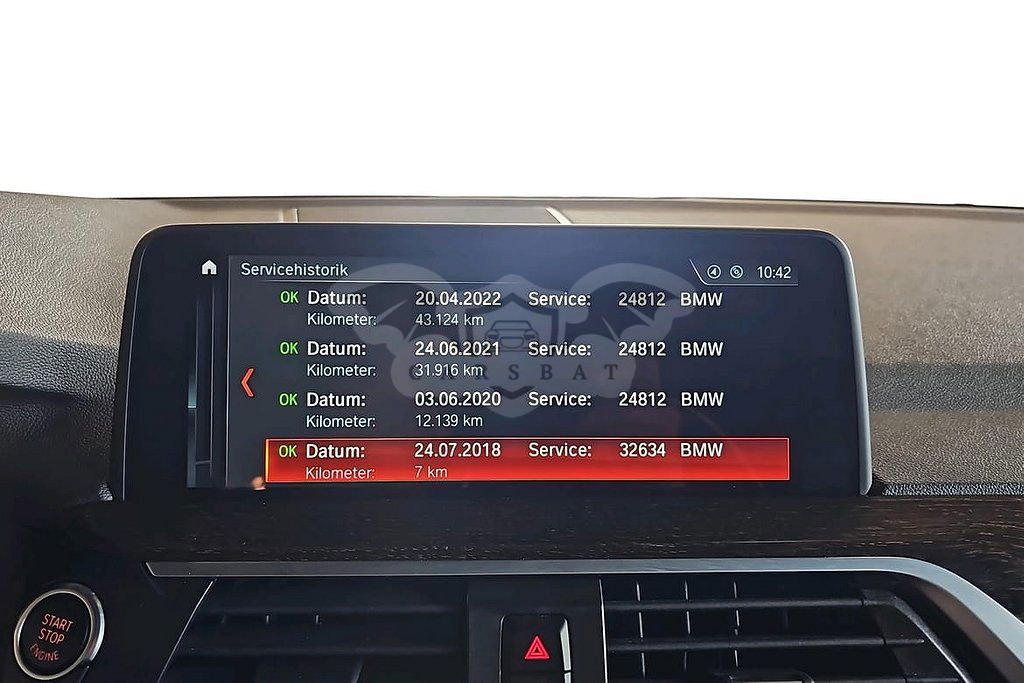 Servicehistorik
10:42
OK Datum: 20.04.2022 Service: 24812 BMW
Kilometer: 43.124 km
OK Datum: 24.06.2021 Service: 24812 BMW
Kilometer: 31.916 km
CARSBAT
OK Datum: 03.06.2020 Service: 24812 BMW
Kilometer: 12.139 km
OK Datum: 24.07.2018 Service: 32634 BMW
Kilometer: 7 km
START
STOP
ENGINE